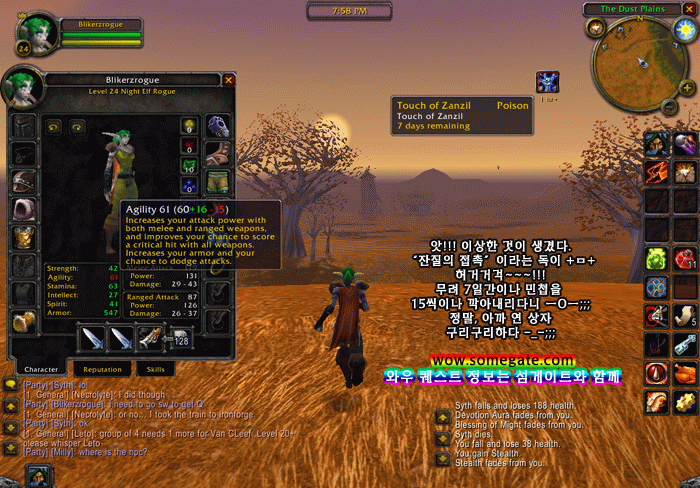 Blikerzrogue
24
7:58 PM
The Dust Plains
N
Blikerzrogue
Level 24 Night Elf Rogue
0
0
10
0
Touch of Zanzil Poison
Touch of Zanzil
7 days remaining
Agility 61 (60+16 -15)
Increases your attack power with
both melee and ranged weapons,
and improves your chance to score
a critical hit with all weapons.
Increases your armor and your
chance to dodge attacks.
Strength: 42
Agility: 61
Stamina: 63
Intellect: 27
Spirit: 41
Armor: 547
Power: 131
Damage: 29 - 43
Ranged Attack 87
Power: 126
Damage: 26 - 37
128
Character Reputation Skills
앗!!! 이상한 것이 생겼다.
"잔질의 접촉" 이라는 독이 +ㅁ+
허거거걱~~~!!!
무려 7일간이나 민첩을
15씩이나 깍아내리다니 ㅡOㅡ;;;
정말, 아까 연 상자
구리구리하다 -_-;;;
www.somegate.com
와우 퀘스트 정보는 섬게이트와 함께
11
5
[Party] [Syth]: lol
[1. General] [Necrolyte]: I did though
[Party] [Blikerzrogue]: i need to go sw to get Q
[1. General] [Necrolyte]: or no.. I took the train to ironforge
[Party] [Syth]: ok
[1. General] [Leto]: group of 4 needs 1 more for Van CLeef. Level 20+
please whisper Leto
[Party] [Milly]: where is the npc?
Syth falls and loses 188 health.
Devotion Aura fades from you.
Blessing of Might fades from you.
Syth dies.
You fall and lose 38 health.
You gain Stealth.
Stealth fades from you.